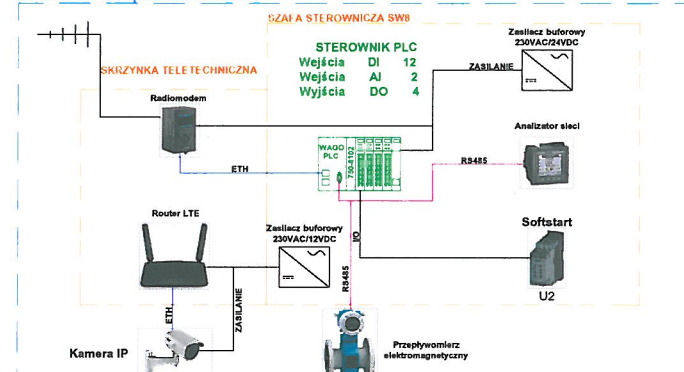 SZAFA STEROWNICZA SW8
Zasilacz buforowy
230VAC/24VDC
STEROWNIK PLC
Wejścia DI 12
Wejścia AI 2
Wyjścia DO 4
ZASILANIE
SKRZYNKA TELETECHNICZNA
Radiomodem
Analizator sieci
WAGO
PLC
750-8102
RS485
ETH
Router LTE
Zasilacz buforowy
230VAC/12VDC
I/O
Softstart
U2
RS485
ETH
ZASILANIE
Kamera IP
Przepływomierz
elektromagnetyczny